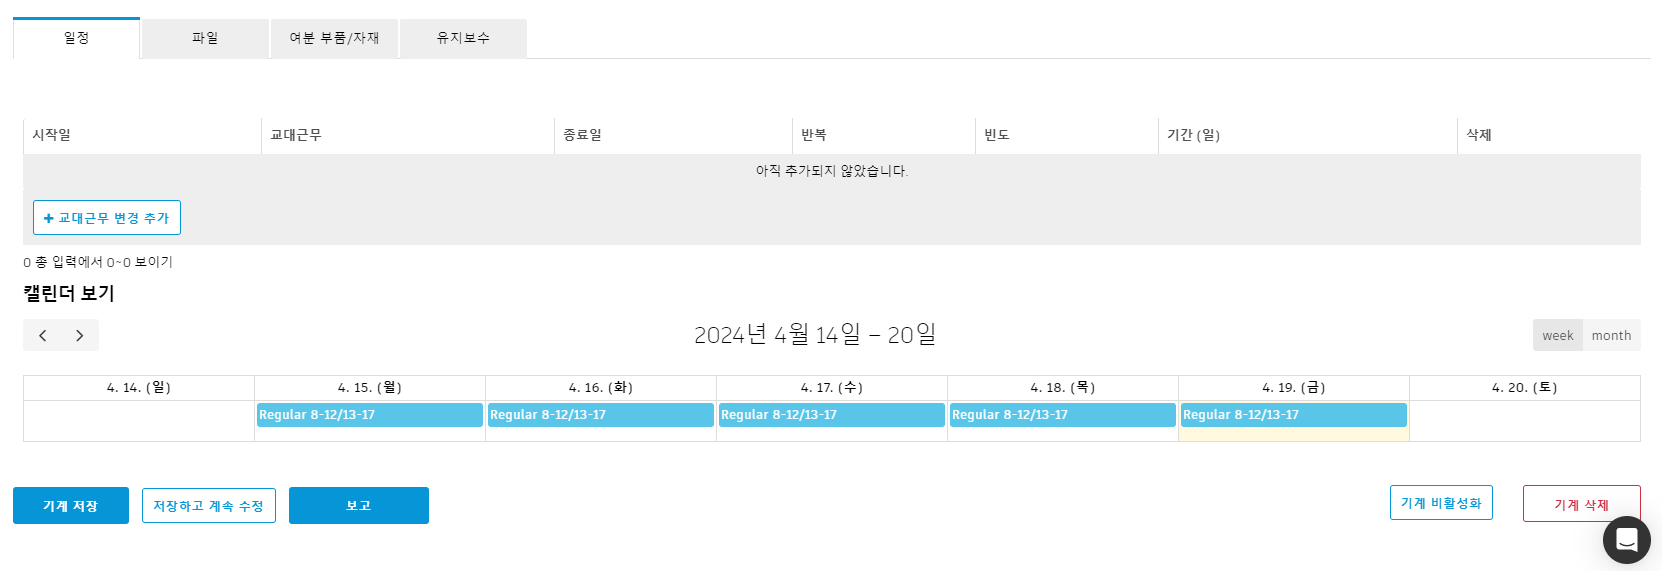 일정 파일 여분 부품/자재 유지보수
시작일 교대근무 종료일 반복 빈도 기간 (일) 삭제
아직 추가되지 않았습니다.
+ 교대근무 변경 추가
0 총 입력에서 0~0 보이기
캘린더 보기
2024년 4월 14일 – 20일 week month
4. 14. (일) 4. 15. (월) 4. 16. (화) 4. 17. (수) 4. 18. (목) 4. 19. (금) 4. 20. (토)
Regular 8-12/13-17 Regular 8-12/13-17 Regular 8-12/13-17 Regular 8-12/13-17 Regular 8-12/13-17
기계 저장 저장하고 계속 수정 보고 기계 비활성화 기계 삭제